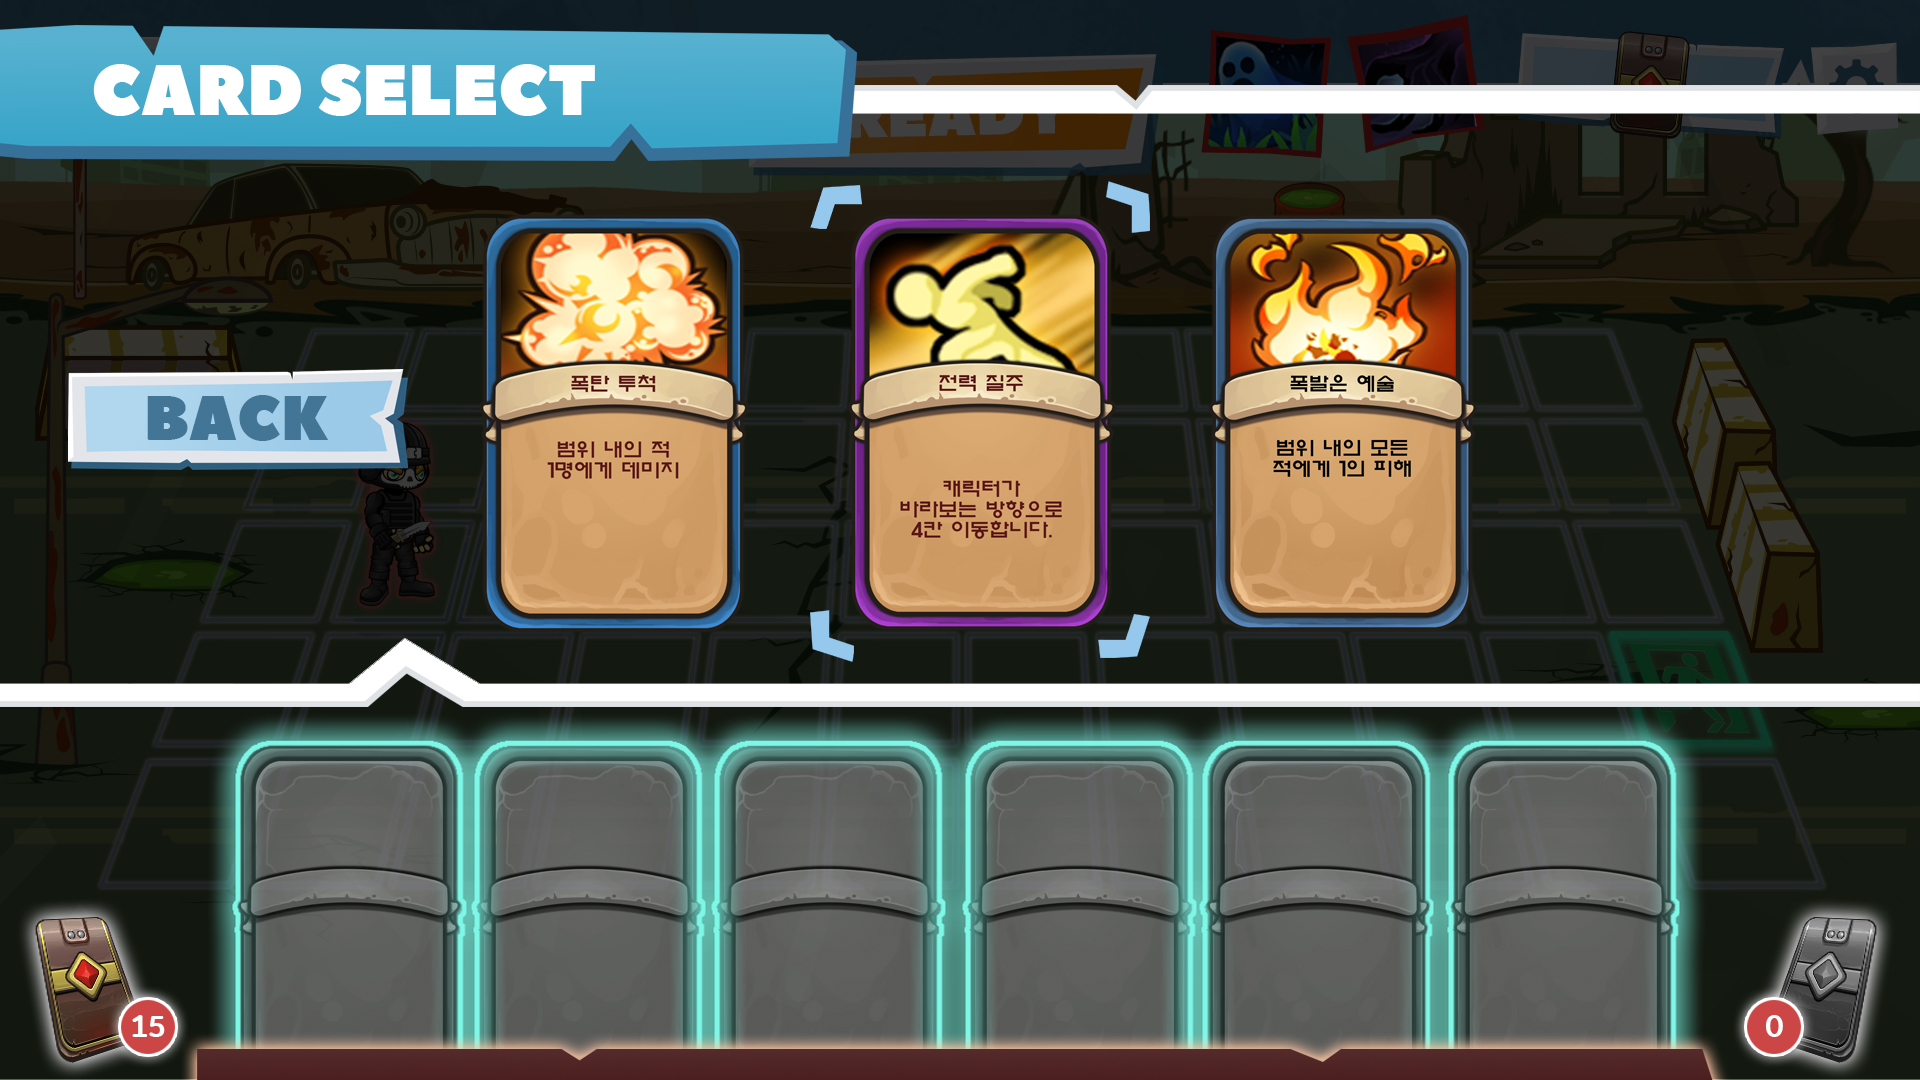 CARD SELECT
READY
BACK
폭탄 투척
범위 내의 적
1명에게 데미지
전력 질주
캐릭터가
바라보는 방향으로
4칸 이동합니다.
폭발은 예술
범위 내의 모든
적에게 1의 피해
15
0